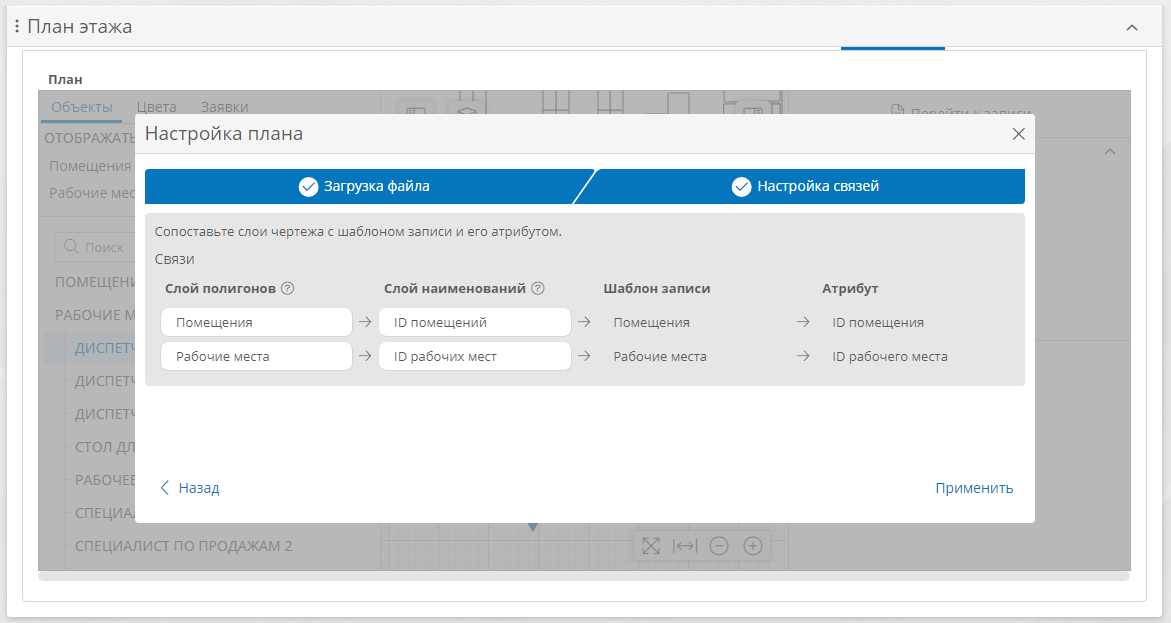 План этажа
План
Объекты Цвета Заявки
Перейти к записи
ОТОБРАЖАТЬ
Помещения
Рабочие мес
Поиск
ПОМЕЩЕНИ
РАБОЧИЕ М
ДИСПЕТЧ
ДИСПЕТЧ
ДИСПЕТЧ
СТОЛ ДЛ
РАБОЧЕЕ
СПЕЦИАЛ
СПЕЦИАЛИСТ ПО ПРОДАЖАМ 2
Настройка плана
Загрузка файла Настройка связей
Сопоставьте слои чертежа с шаблоном записи и его атрибутом.
Связи
Слой полигонов ? Слой наименований ? Шаблон записи Атрибут
Помещения → ID помещений → Помещения → ID помещения
Рабочие места → ID рабочих мест → Рабочие места → ID рабочего места
Назад Применить